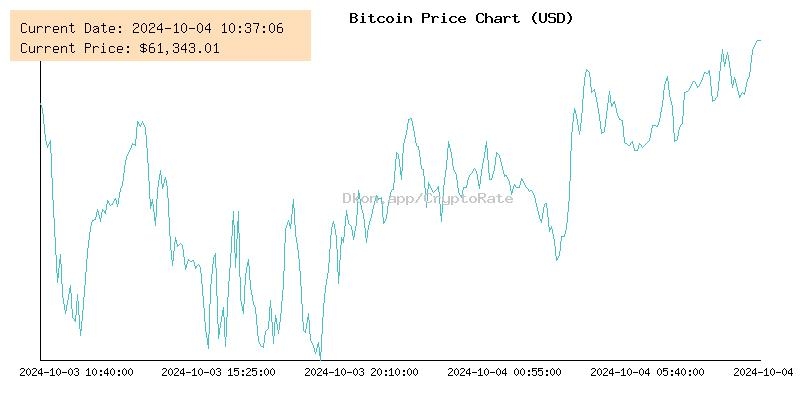 Bitcoin Price Chart (USD)
Current Date: 2024-10-04 10:37:06
Current Price: $61,343.01
DKon.app/CryptoRate
2024-10-03 10:40:00 2024-10-03 15:25:00 2024-10-03 20:10:00 2024-10-04 00:55:00 2024-10-04 05:40:00 2024-10-04